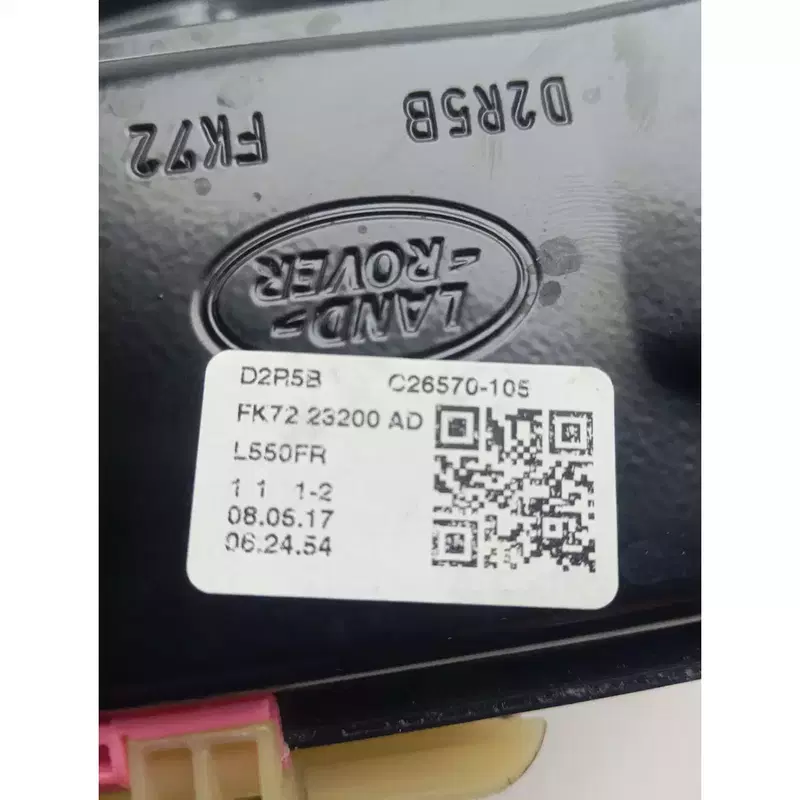 FK72 D2R5B
LAND-
-ROVER
D2R5B C26570-105
FK72 23200 AD
L550FR
1 1 1-2
08.05.17
06.24.54